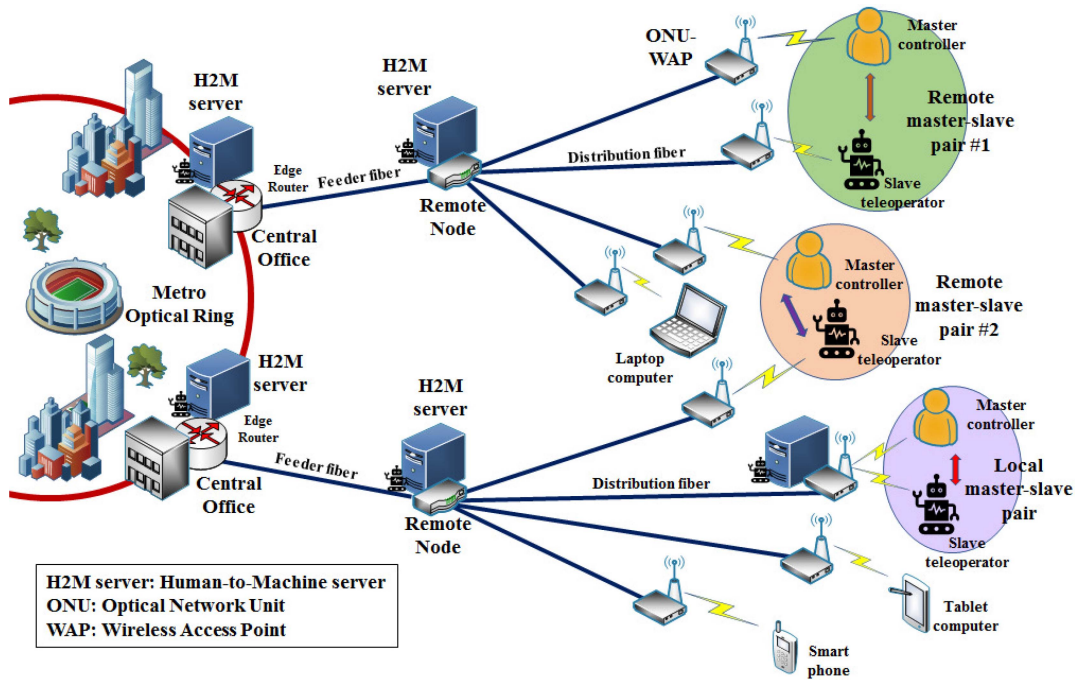 ONU-
WAP
Master
controller
H2M
server
H2M
server
Remote
master-slave
pair #1
Distribution fiber
Edge
Router
Feeder fiber
Slave
teleoperator
Remote
Node
Central
Office
Master
controller
Remote
master-slave
pair #2
Metro
Optical Ring
Slave
teleoperator
Laptop
computer
H2M
server
H2M
server
Edge
Router
Master
controller
Feeder fiber
Distribution fiber
Local
master-slave
pair
Central
Office
Remote
Node
Slave
teleoperator
H2M server: Human-to-Machine server
ONU: Optical Network Unit
WAP: Wireless Access Point
Tablet
computer
Smart
phone